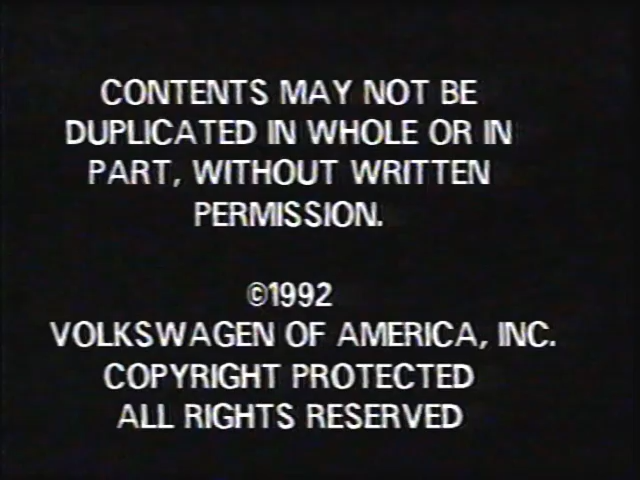 CONTENTS MAY NOT BE
DUPLICATED IN WHOLE OR IN
PART, WITHOUT WRITTEN
PERMISSION.
©1992
VOLKSWAGEN OF AMERICA, INC.
COPYRIGHT PROTECTED
ALL RIGHTS RESERVED